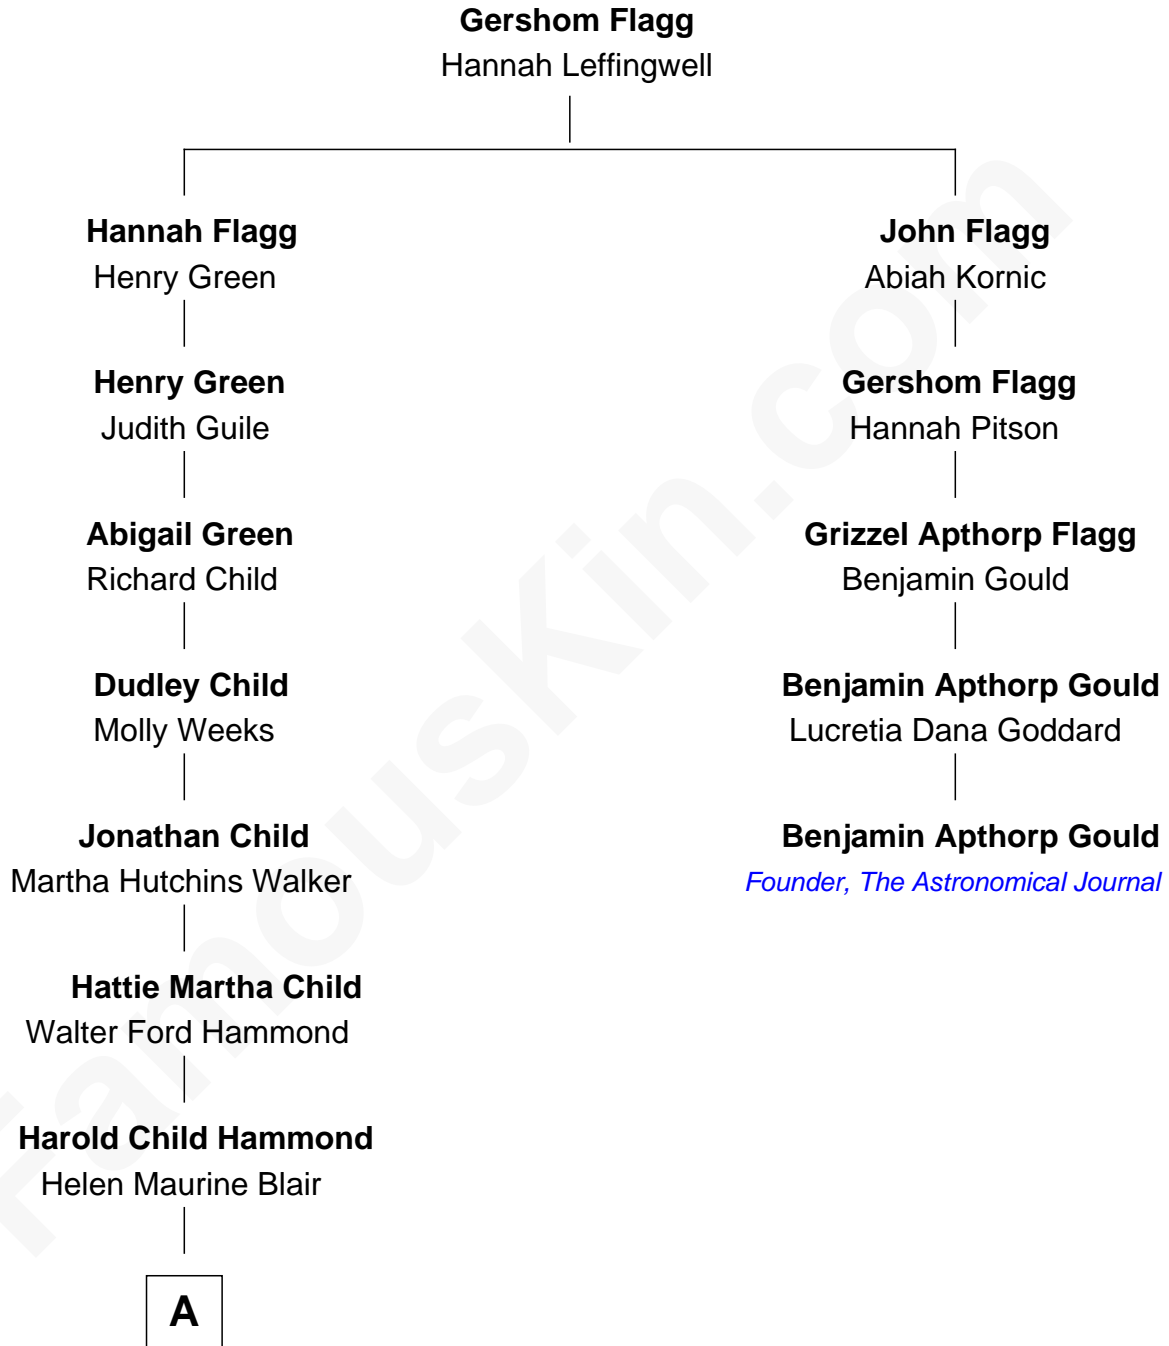 Gershom Flagg
Hannah Leffingwell
Hannah Flagg
Henry Green
John Flagg
Abiah Kornic
Henry Green
Judith Guile
Gershom Flagg
Hannah Pitson
Abigail Green
Richard Child
Grizzel Apthorp Flagg
Benjamin Gould
Dudley Child
Molly Weeks
Benjamin Apthorp Gould
Lucretia Dana Goddard
Jonathan Child
Martha Hutchins Walker
Benjamin Apthorp Gould
Founder, The Astronomical Journal
Hattie Martha Child
Walter Ford Hammond
Harold Child Hammond
Helen Maurine Blair
A
FamousKin.com